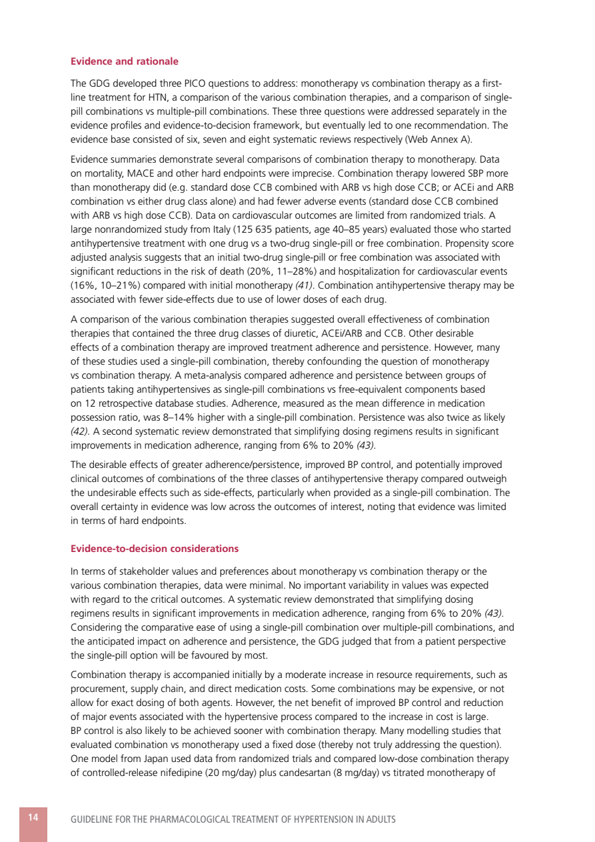 Evidence and rationale
The GDG developed three PICO questions to address: monotherapy vs combination therapy as a first-
line treatment for HTN, a comparison of the various combination therapies, and a comparison of single-
pill combinations vs multiple-pill combinations. These three questions were addressed separately in the
evidence profiles and evidence-to-decision framework, but eventually led to one recommendation. The
evidence base consisted of six, seven and eight systematic reviews respectively (Web Annex A).
Evidence summaries demonstrate several comparisons of combination therapy to monotherapy. Data
on mortality, MACE and other hard endpoints were imprecise. Combination therapy lowered SBP more
than monotherapy did (e.g. standard dose CCB combined with ARB vs high dose CCB; or ACEi and ARB
combination vs either drug class alone) and had fewer adverse events (standard dose CCB combined
with ARB vs high dose CCB). Data on cardiovascular outcomes are limited from randomized trials. A
large nonrandomized study from Italy (125 635 patients, age 40–85 years) evaluated those who started
antihypertensive treatment with one drug vs a two-drug single-pill or free combination. Propensity score
adjusted analysis suggests that an initial two-drug single-pill or free combination was associated with
significant reductions in the risk of death (20%, 11–28%) and hospitalization for cardiovascular events
(16%, 10–21%) compared with initial monotherapy (41). Combination antihypertensive therapy may be
associated with fewer side-effects due to use of lower doses of each drug.
A comparison of the various combination therapies suggested overall effectiveness of combination
therapies that contained the three drug classes of diuretic, ACEi/ARB and CCB. Other desirable
effects of a combination therapy are improved treatment adherence and persistence. However, many
of these studies used a single-pill combination, thereby confounding the question of monotherapy
vs combination therapy. A meta-analysis compared adherence and persistence between groups of
patients taking antihypertensives as single-pill combinations vs free-equivalent components based
on 12 retrospective database studies. Adherence, measured as the mean difference in medication
possession ratio, was 8–14% higher with a single-pill combination. Persistence was also twice as likely
(42). A second systematic review demonstrated that simplifying dosing regimens results in significant
improvements in medication adherence, ranging from 6% to 20% (43).
The desirable effects of greater adherence/persistence, improved BP control, and potentially improved
clinical outcomes of combinations of the three classes of antihypertensive therapy compared outweigh
the undesirable effects such as side-effects, particularly when provided as a single-pill combination. The
overall certainty in evidence was low across the outcomes of interest, noting that evidence was limited
in terms of hard endpoints.
Evidence-to-decision considerations
In terms of stakeholder values and preferences about monotherapy vs combination therapy or the
various combination therapies, data were minimal. No important variability in values was expected
with regard to the critical outcomes. A systematic review demonstrated that simplifying dosing
regimens results in significant improvements in medication adherence, ranging from 6% to 20% (43).
Considering the comparative ease of using a single-pill combination over multiple-pill combinations, and
the anticipated impact on adherence and persistence, the GDG judged that from a patient perspective
the single-pill option will be favoured by most.
Combination therapy is accompanied initially by a moderate increase in resource requirements, such as
procurement, supply chain, and direct medication costs. Some combinations may be expensive, or not
allow for exact dosing of both agents. However, the net benefit of improved BP control and reduction
of major events associated with the hypertensive process compared to the increase in cost is large.
BP control is also likely to be achieved sooner with combination therapy. Many modelling studies that
evaluated combination vs monotherapy used a fixed dose (thereby not truly addressing the question).
One model from Japan used data from randomized trials and compared low-dose combination therapy
of controlled-release nifedipine (20 mg/day) plus candesartan (8 mg/day) vs titrated monotherapy of
14
GUIDELINE FOR THE PHARMACOLOGICAL TREATMENT OF HYPERTENSION IN ADULTS